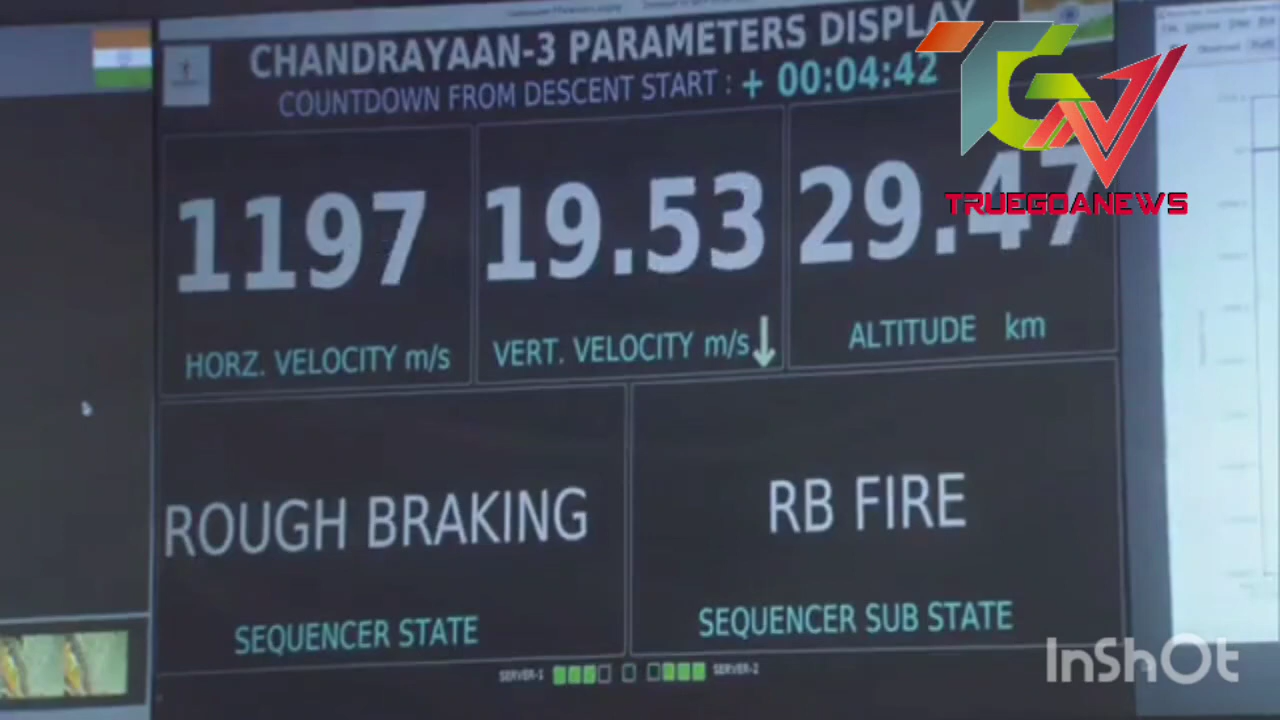 CHANDRAYAAN-3 PARAMETERS DISPLAY
COUNTDOWN FROM DESCENT START : + 00:04:42
1197
HORZ. VELOCITY m/s
19.53
VERT. VELOCITY m/s↓
29.47
ALTITUDE km
TGN
TRUEGOANEWS
ROUGH BRAKING
SEQUENCER STATE
RB FIRE
SEQUENCER SUB STATE
SERVER-1
SERVER-2
InShOt